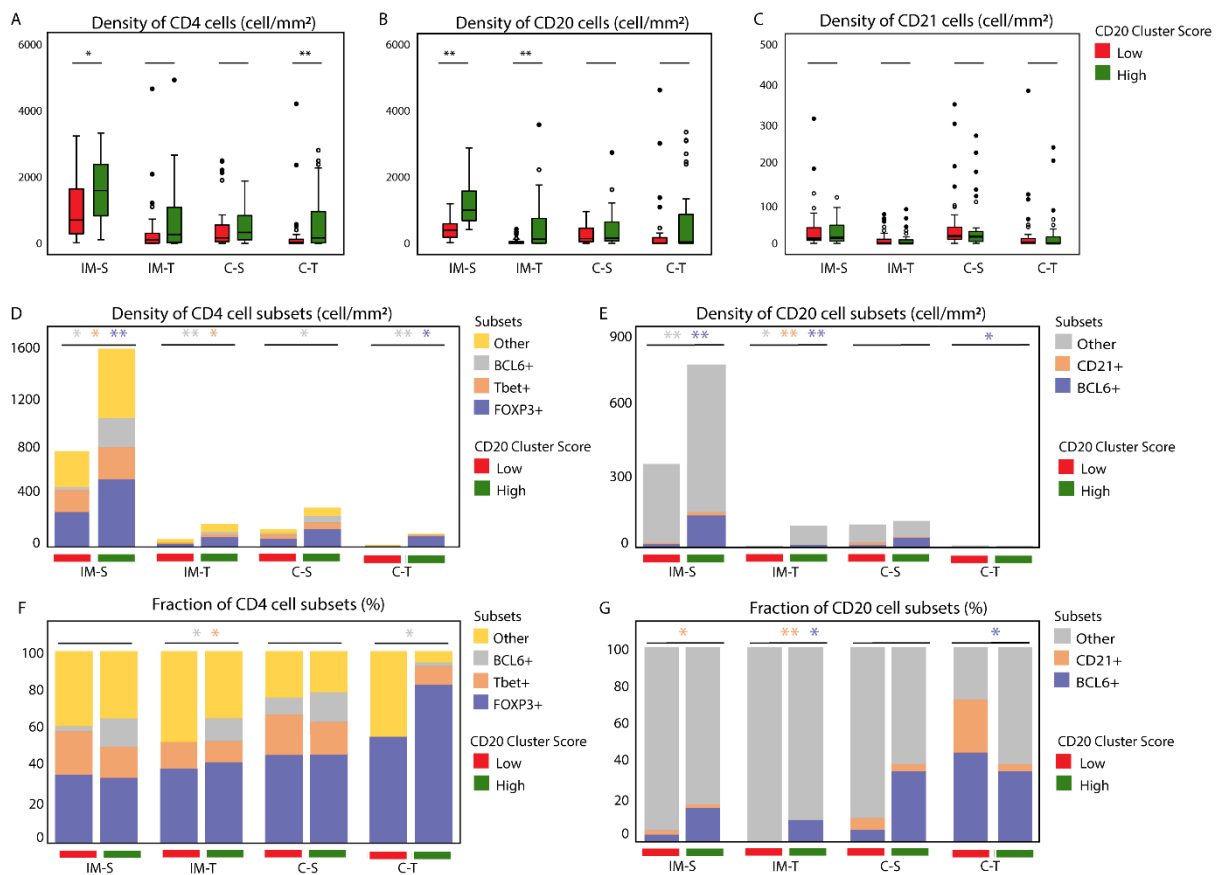 A
Density of CD4 cells (cell/mm²)
6000
4000
2000
0
*
**
IM-S IM-T C-S C-T
B
Density of CD20 cells (cell/mm²)
6000
4000
2000
0
** **
IM-S IM-T C-S C-T
C
Density of CD21 cells (cell/mm²)
500
400
300
200
100
0
IM-S IM-T C-S C-T
CD20 Cluster Score
Low
High
D
Density of CD4 cell subsets (cell/mm²)
* * ** ** * * ** *
1600
1200
800
400
0
IM-S IM-T C-S C-T
Subsets
Other
BCL6+
Tbet+
FOXP3+
CD20 Cluster Score
Low
High
E
Density of CD20 cell subsets (cell/mm²)
** ** * ** ** *
900
600
300
0
IM-S IM-T C-S C-T
Subsets
Other
CD21+
BCL6+
CD20 Cluster Score
Low
High
F
Fraction of CD4 cell subsets (%)
* * *
100
80
60
40
20
0
IM-S IM-T C-S C-T
Subsets
Other
BCL6+
Tbet+
FOXP3+
CD20 Cluster Score
Low
High
G
Fraction of CD20 cell subsets (%)
* ** * *
100
80
60
40
20
0
IM-S IM-T C-S C-T
Subsets
Other
CD21+
BCL6+
CD20 Cluster Score
Low
High